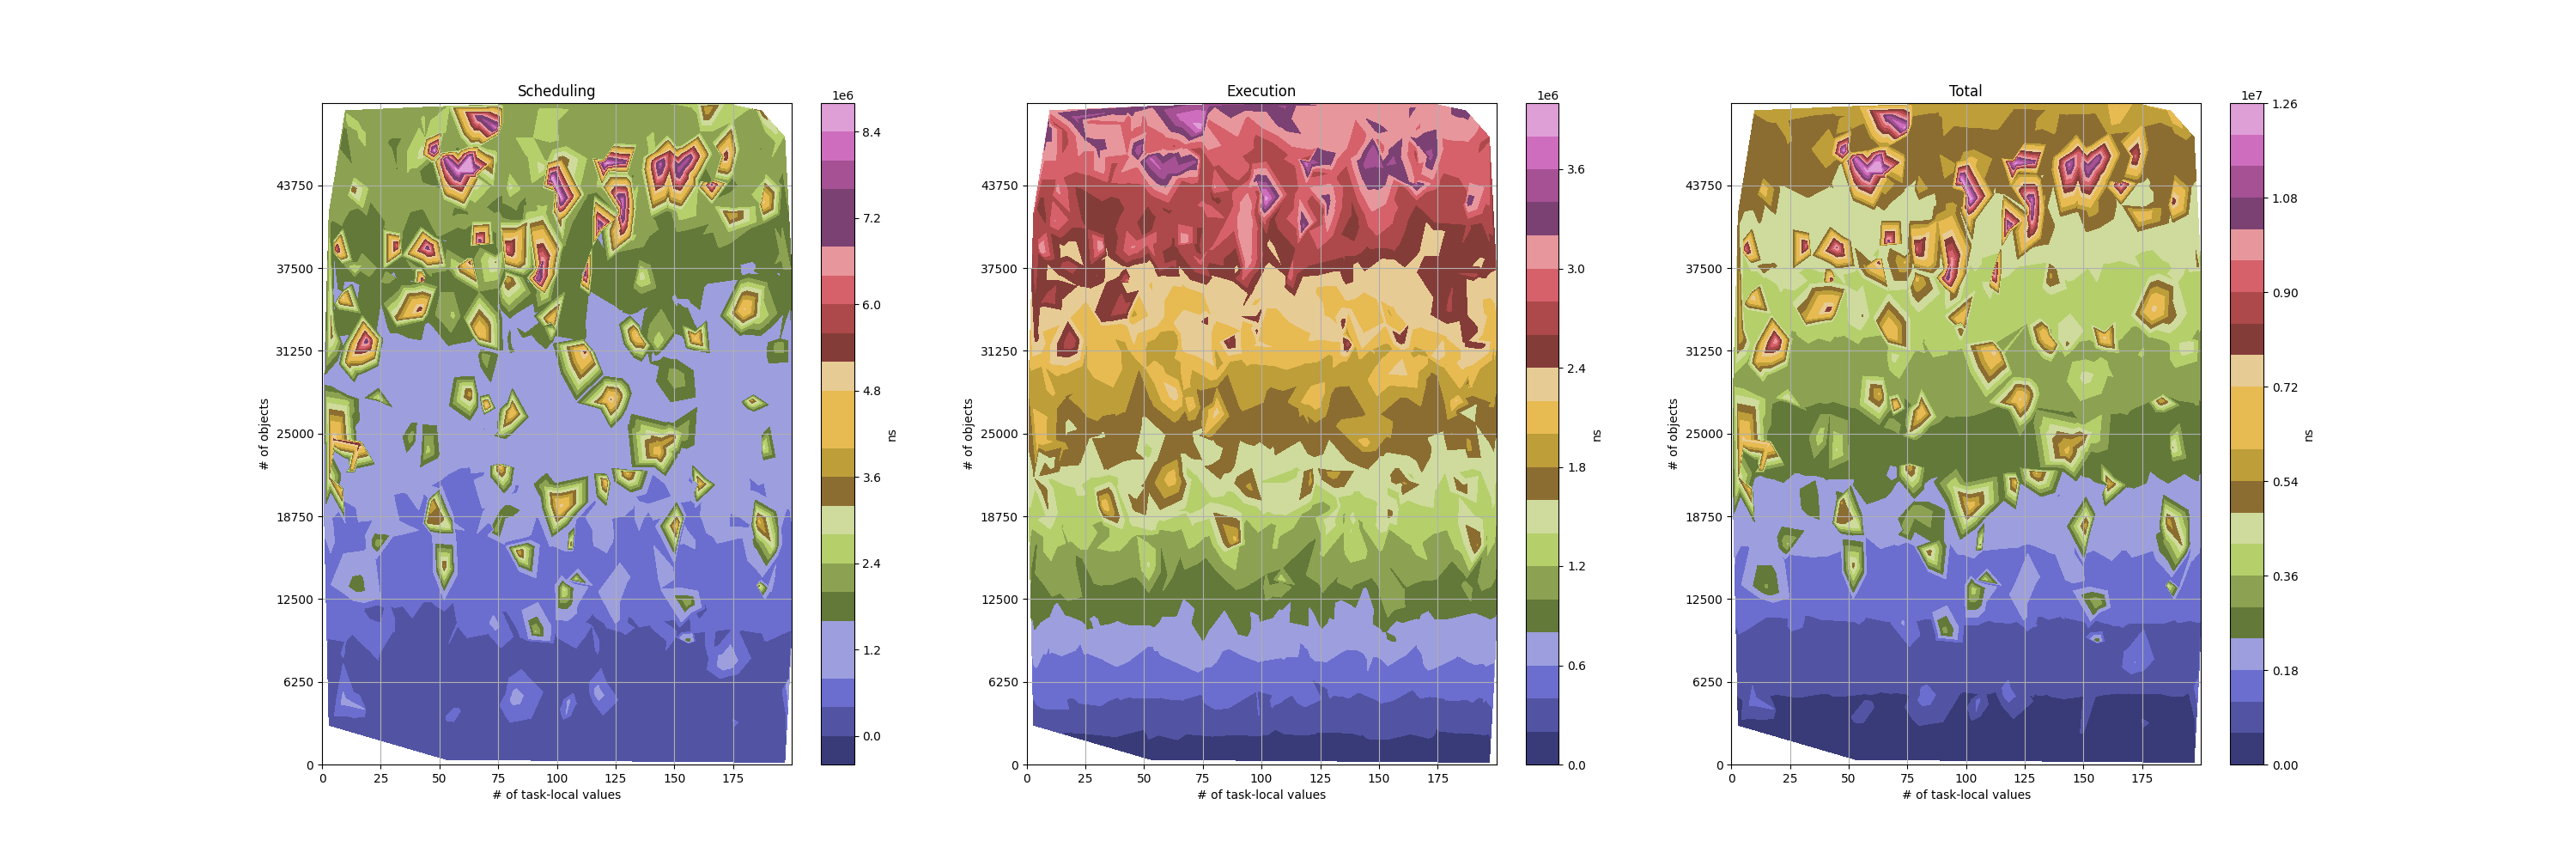 Scheduling
1e6
8.4
7.2
6.0
4.8
3.6
2.4
1.2
0.0
ns
43750
37500
31250
25000
18750
12500
6250
0
# of objects
0 25 50 75 100 125 150 175
# of task-local values
Execution
1e6
3.6
3.0
2.4
1.8
1.2
0.6
0.0
ns
43750
37500
31250
25000
18750
12500
6250
0
# of objects
0 25 50 75 100 125 150 175
# of task-local values
Total
1e7
1.26
1.08
0.90
0.72
0.54
0.36
0.18
0.00
ns
43750
37500
31250
25000
18750
12500
6250
0
# of objects
0 25 50 75 100 125 150 175
# of task-local values